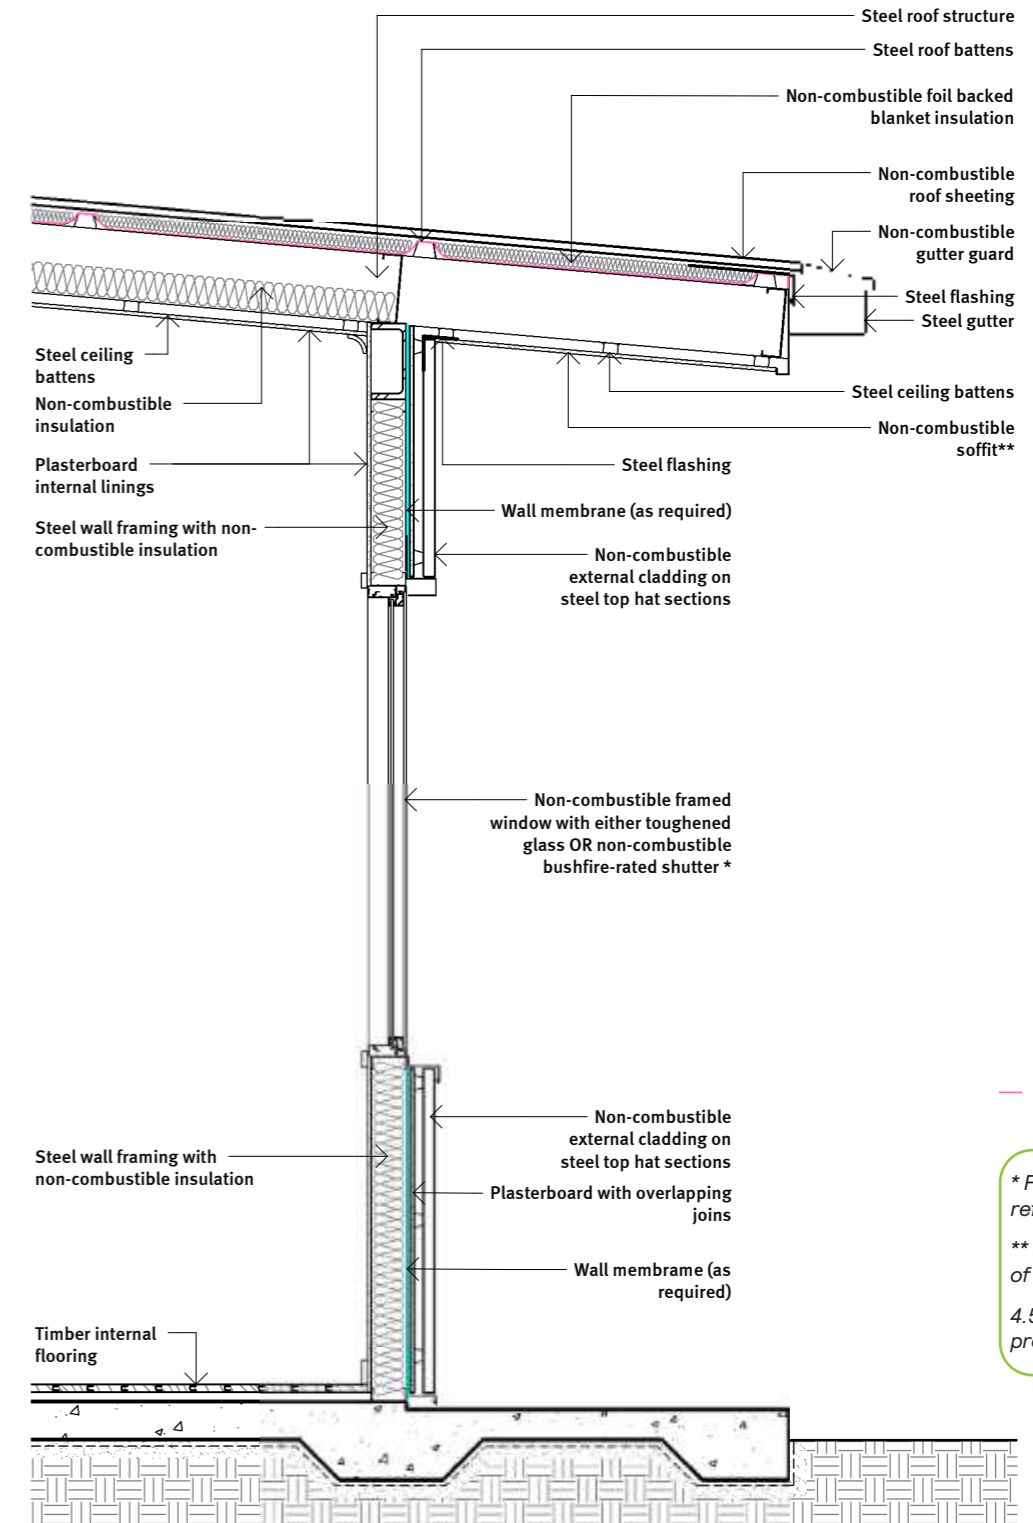 Steel roof structure
Steel roof battens
Non-combustible foil backed
blanket insulation
Non-combustible
roof sheeting
Non-combustible
gutter guard
Steel flashing
Steel gutter
Steel ceiling
battens
Non-combustible
insulation
Plasterboard
internal linings
Steel wall framing with non-
combustible insulation
Steel ceiling battens
Non-combustible
soffit**
Steel flashing
Wall membrane (as required)
Non-combustible
external cladding on
steel top hat sections
Non-combustible framed
window with either toughened
glass OR non-combustible
bushfire-rated shutter *
Non-combustible
external cladding on
steel top hat sections
Steel wall framing with
non-combustible insulation
Plasterboard with overlapping
joins
Wall membrame (as
required)
Timber internal
flooring
*
**
of